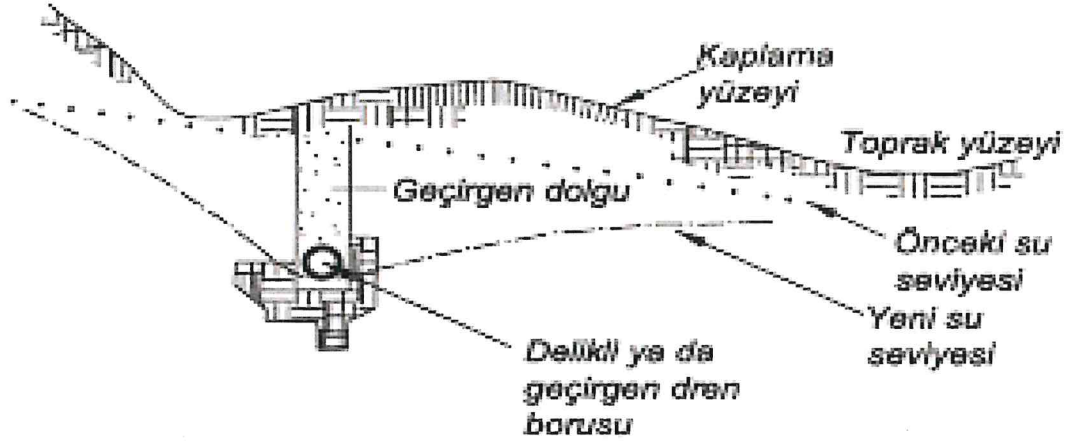 Kaplama
yüzeyi
Toprak yüzeyi
Geçirgen dolgu
Önceki su
seviyesi
Yeni su
seviyesi
Delikli ya da
geçirgen dren
borusu